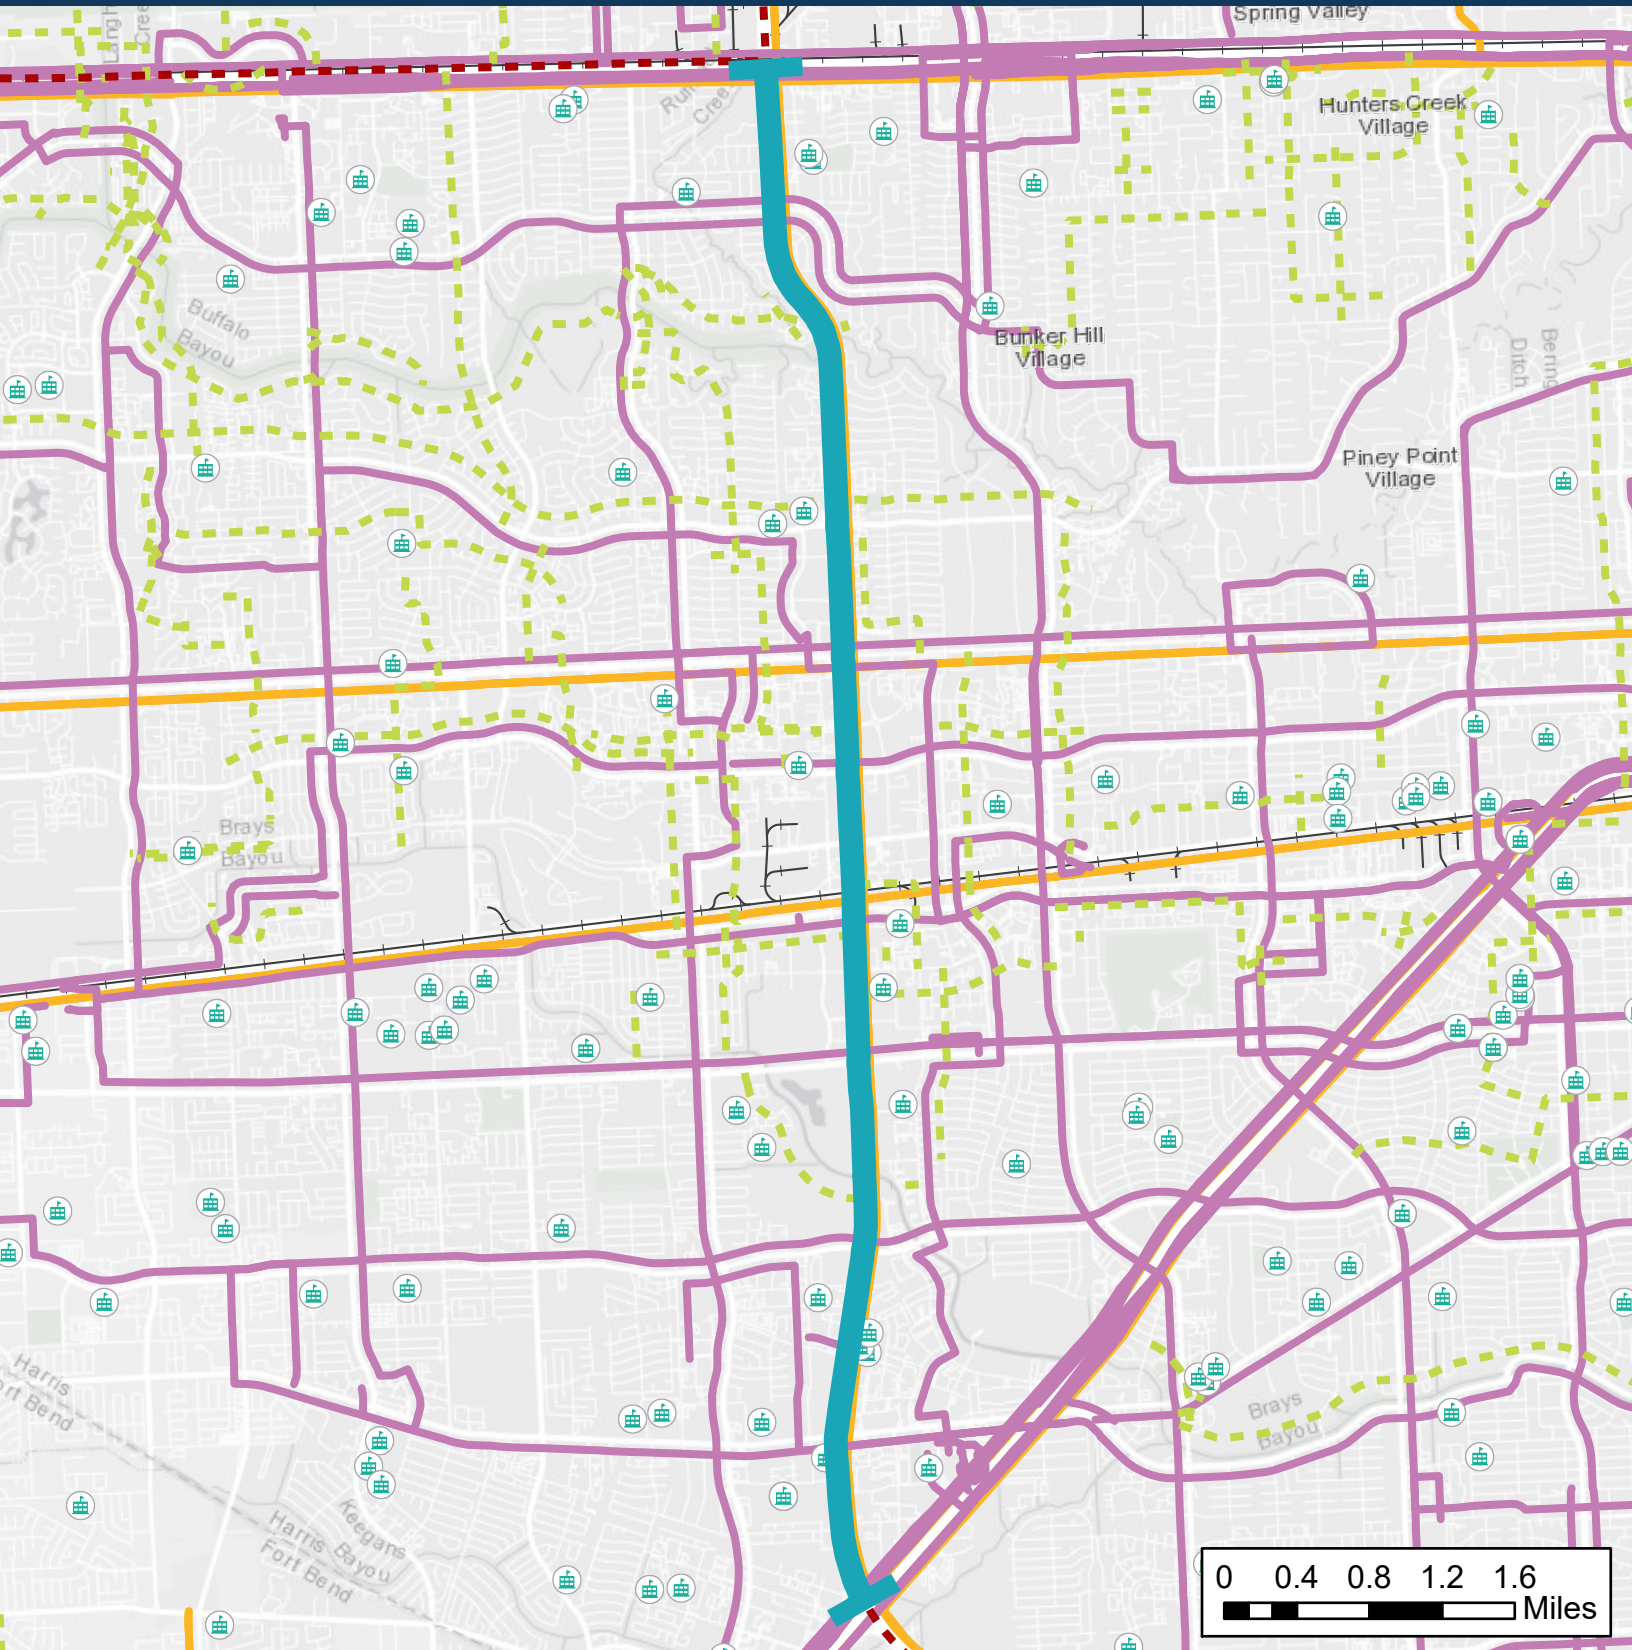 Spring Valley
Hunters Creek
Village
Buffalo
Bayou
Bunker Hill
Village
Bering
Ditch
Piney Point
Village
Brays
Bayou
Harris
Fort Bend
Brays
Bayou
Keegans
Bayou
Harris
Fort Bend
0 0.4 0.8 1.2 1.6
Miles